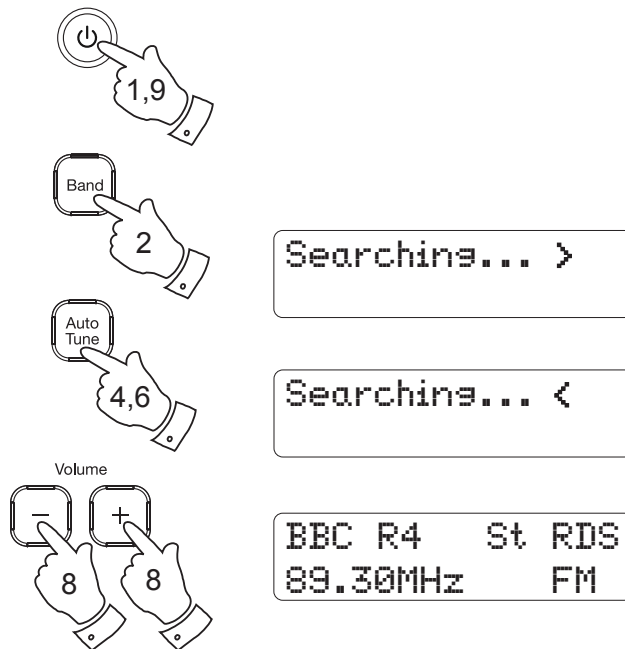 1,9
Band
2
Searching... >
Auto
Tune
4,6
Searching... <
Volume
− +
8 8
BBC R4 St RDS
89.30MHz FM